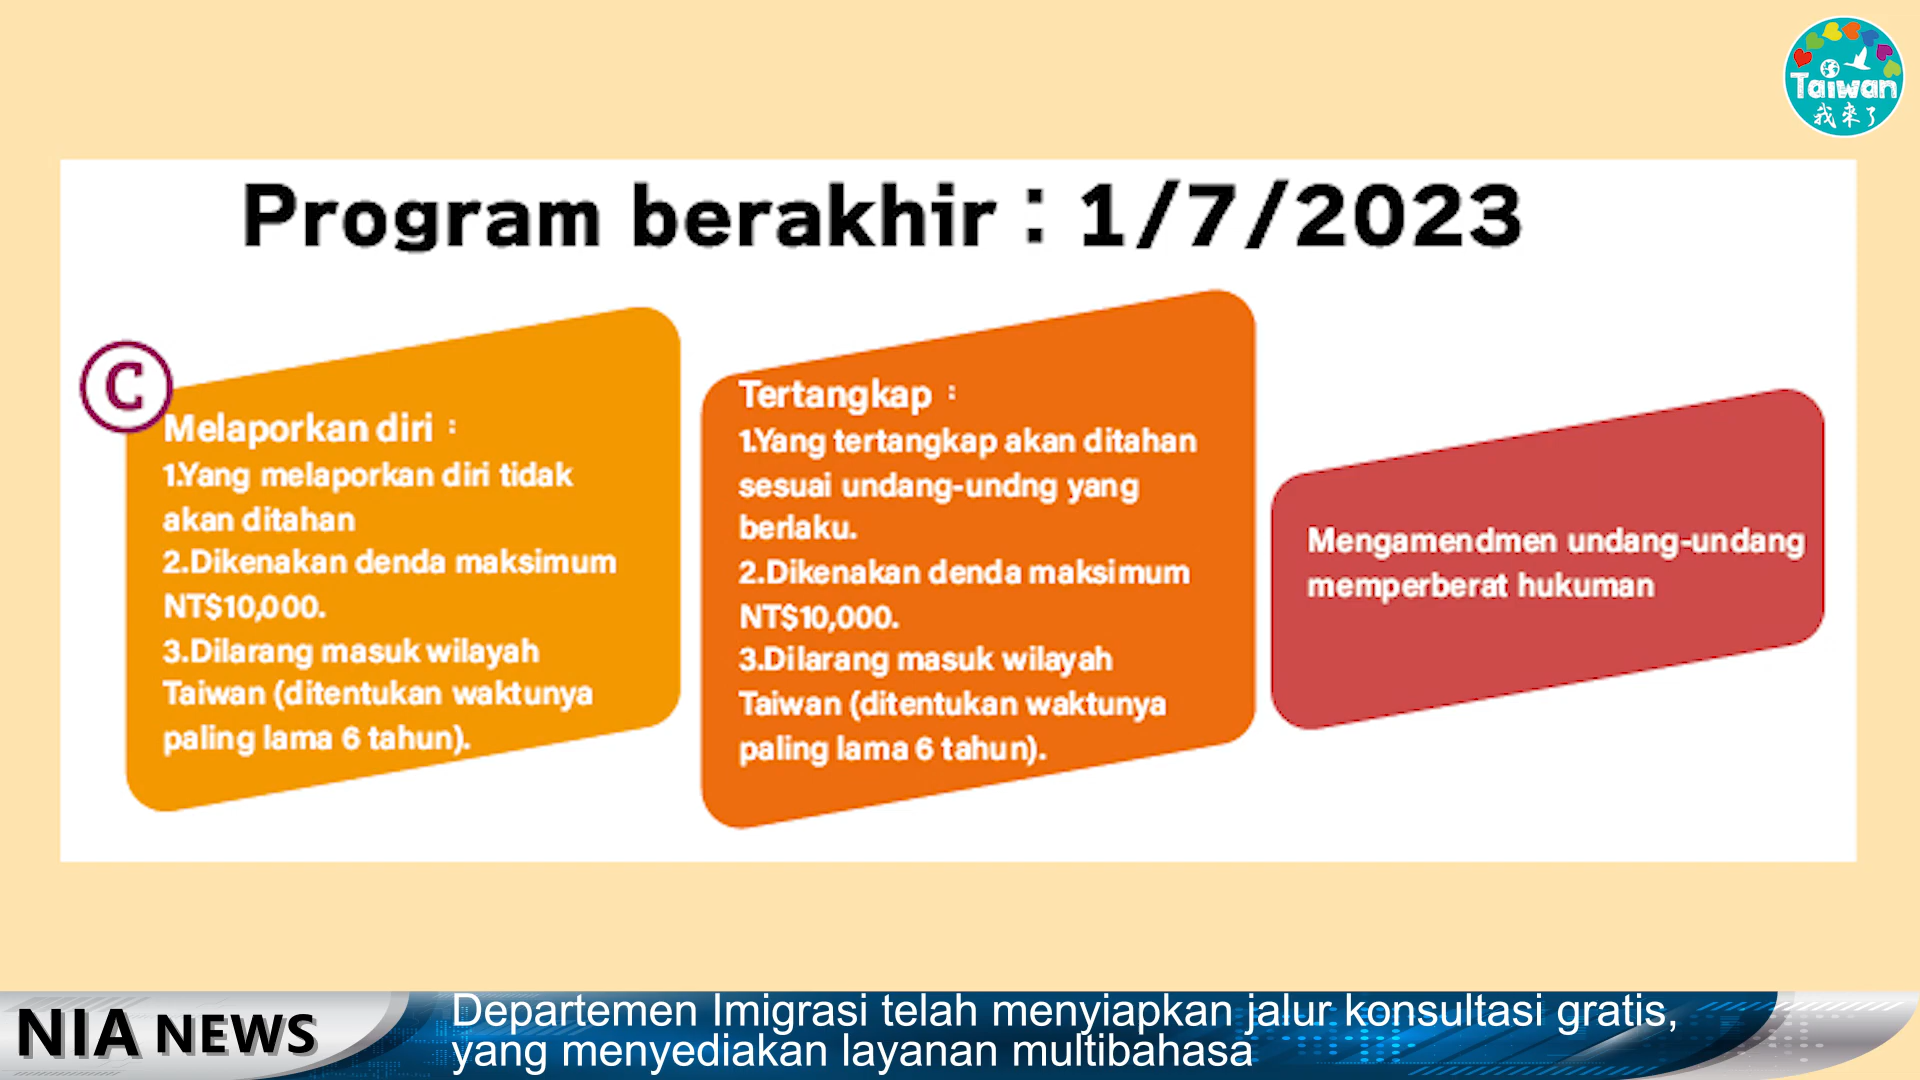 Taiwan
我來了
Program berakhir : 1/7/2023
C
Melaporkan diri :
1.Yang melaporkan diri tidak
akan ditahan
2.Dikenakan denda maksimum
NT$10,000.
3.Dilarang masuk wilayah
Taiwan (ditentukan waktunya
paling lama 6 tahun).
Tertangkap :
1.Yang tertangkap akan ditahan
sesuai undang-undng yang
berlaku.
2.Dikenakan denda maksimum
NT$10,000.
3.Dilarang masuk wilayah
Taiwan (ditentukan waktunya
paling lama 6 tahun).
Mengamendmen undang-undang
memperberat hukuman
NIA NEWS
Departemen Imigrasi telah menyiapkan jalur konsultasi gratis,
yang menyediakan layanan multibahasa